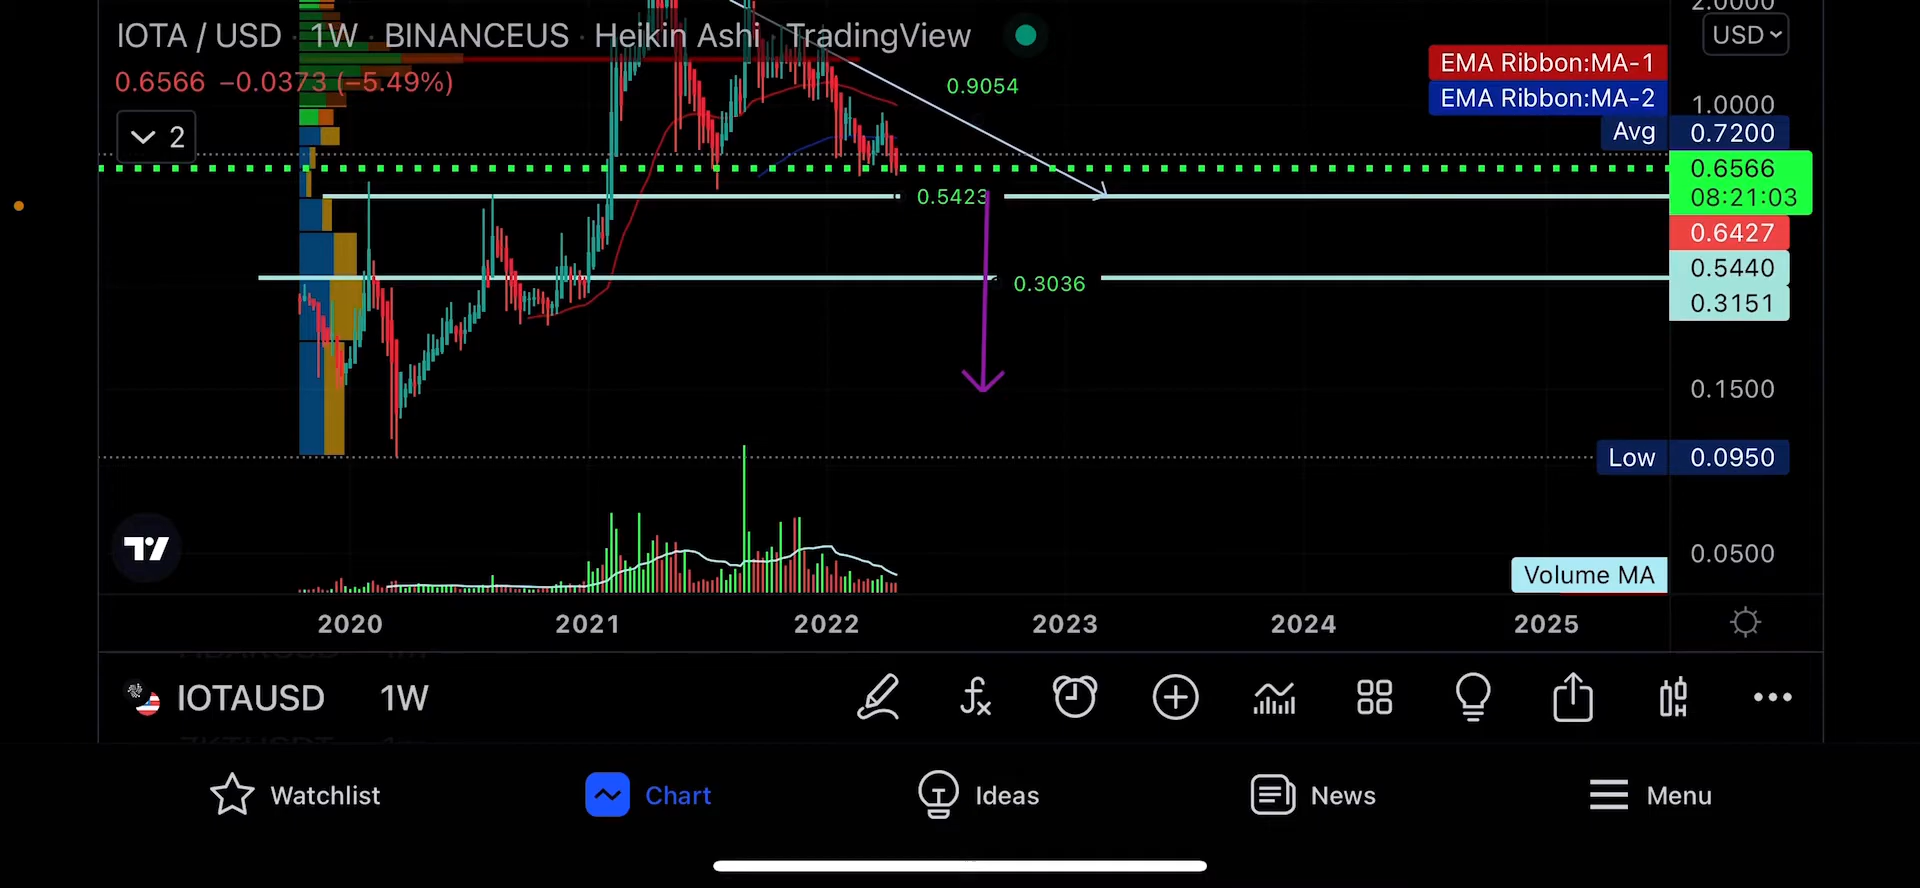 2.0000
IOTA / USD · 1W · BINANCEUS · Heikin Ashi · TradingView
USD
EMA Ribbon:MA-1
0.6566 −0.0373 (−5.49%)
0.9054
EMA Ribbon:MA-2
1.0000
2
Avg 0.7200
0.6566
0.5423
08:21:03
0.6427
0.5440
0.3036
0.3151
0.1500
Low 0.0950
0.0500
Volume MA
2020 2021 2022 2023 2024 2025
IOTAUSD 1W
Watchlist Chart Ideas News Menu